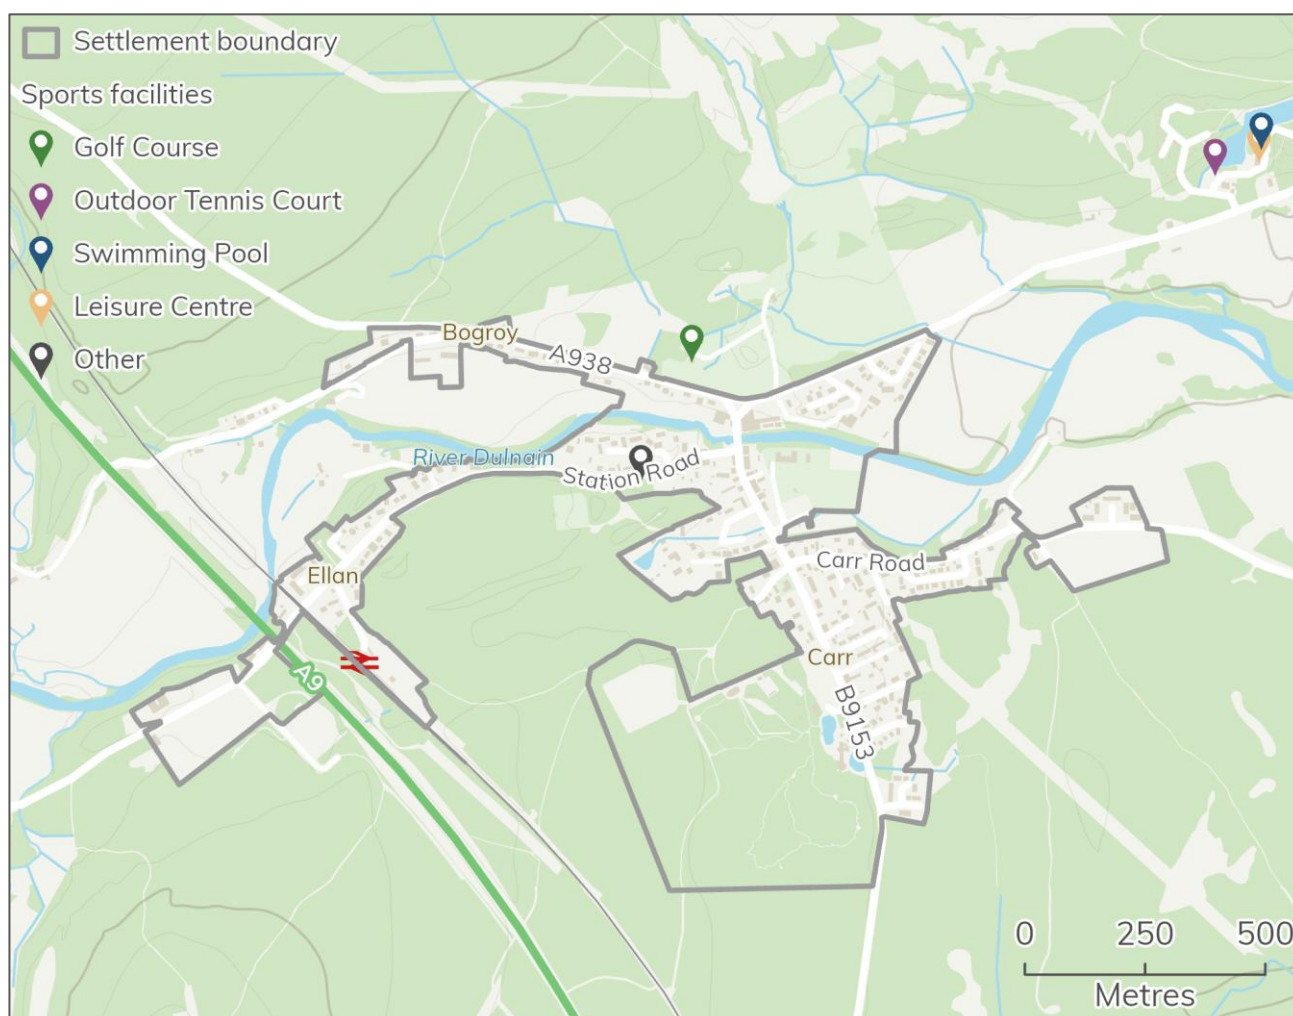 Settlement boundary
Sports facilities
Golf Course
Outdoor Tennis Court
Swimming Pool
Leisure Centre
Other
Bogroy
A938
River Dulnain
Station Road
Ellan
Carr Road
Carr
A9
B9153
0 250 500
Metres